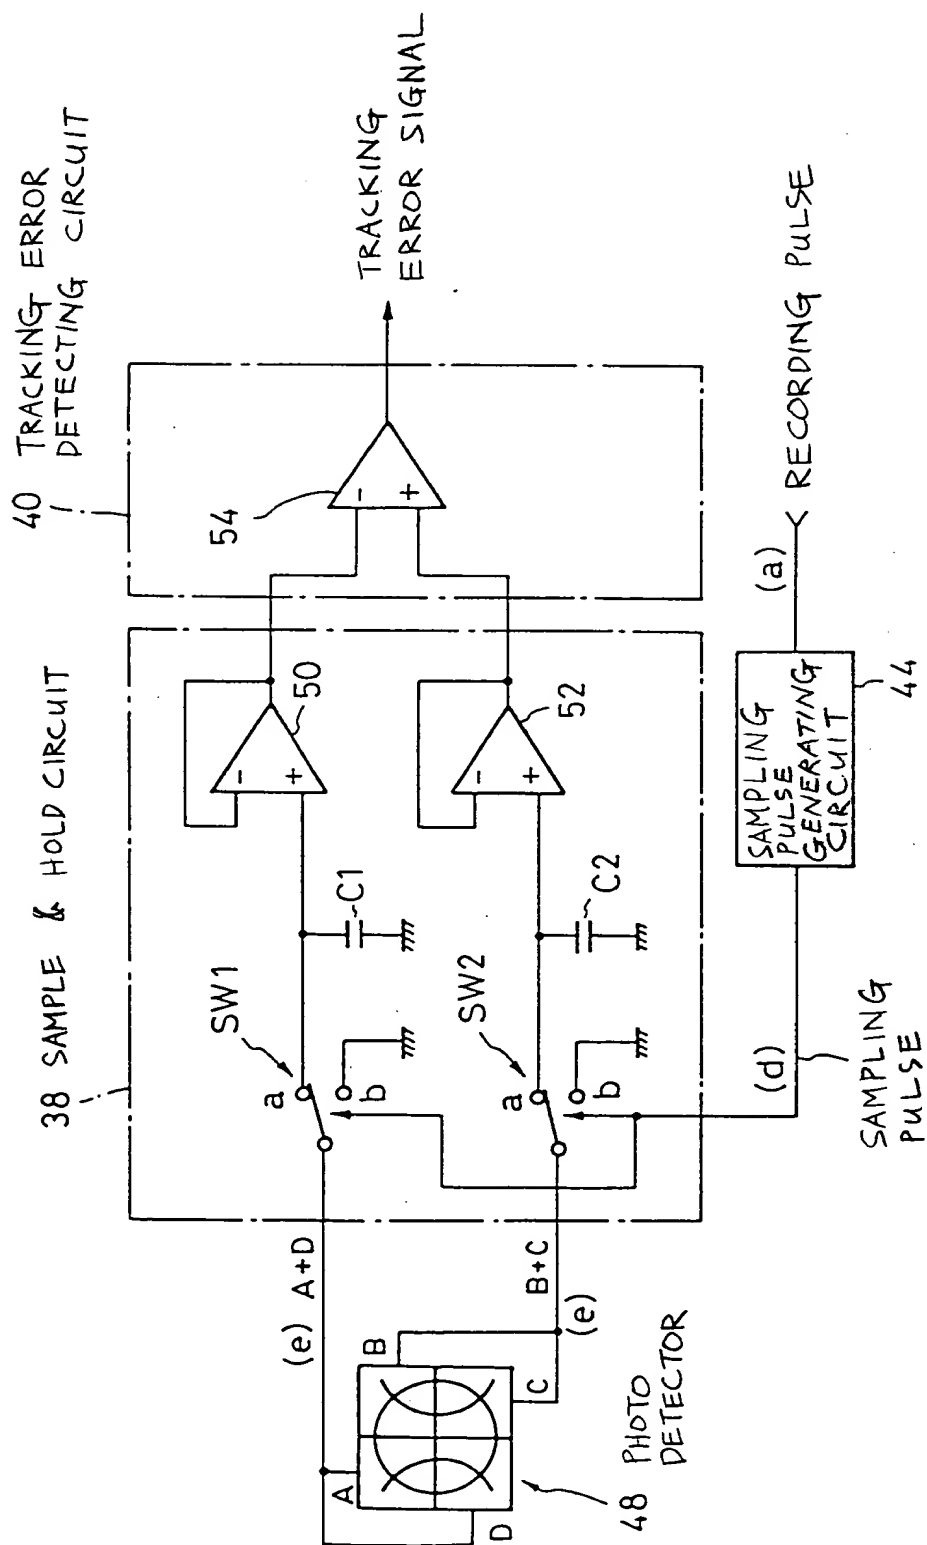 38 SAMPLE & HOLD CIRCUIT
40 TRACKING ERROR
DETECTING CIRCUIT
SW1
a
b
C1
-
+
50
54
-
+
TRACKING
ERROR SIGNAL
(e) A+D
A
B
C
D
B+C
(e)
SW2
a
b
C2
-
+
52
48 PHOTO
DETECTOR
(d)
SAMPLING
PULSE
SAMPLING
PULSE
GENERATING
CIRCUIT
44
(a)
RECORDING PULSE